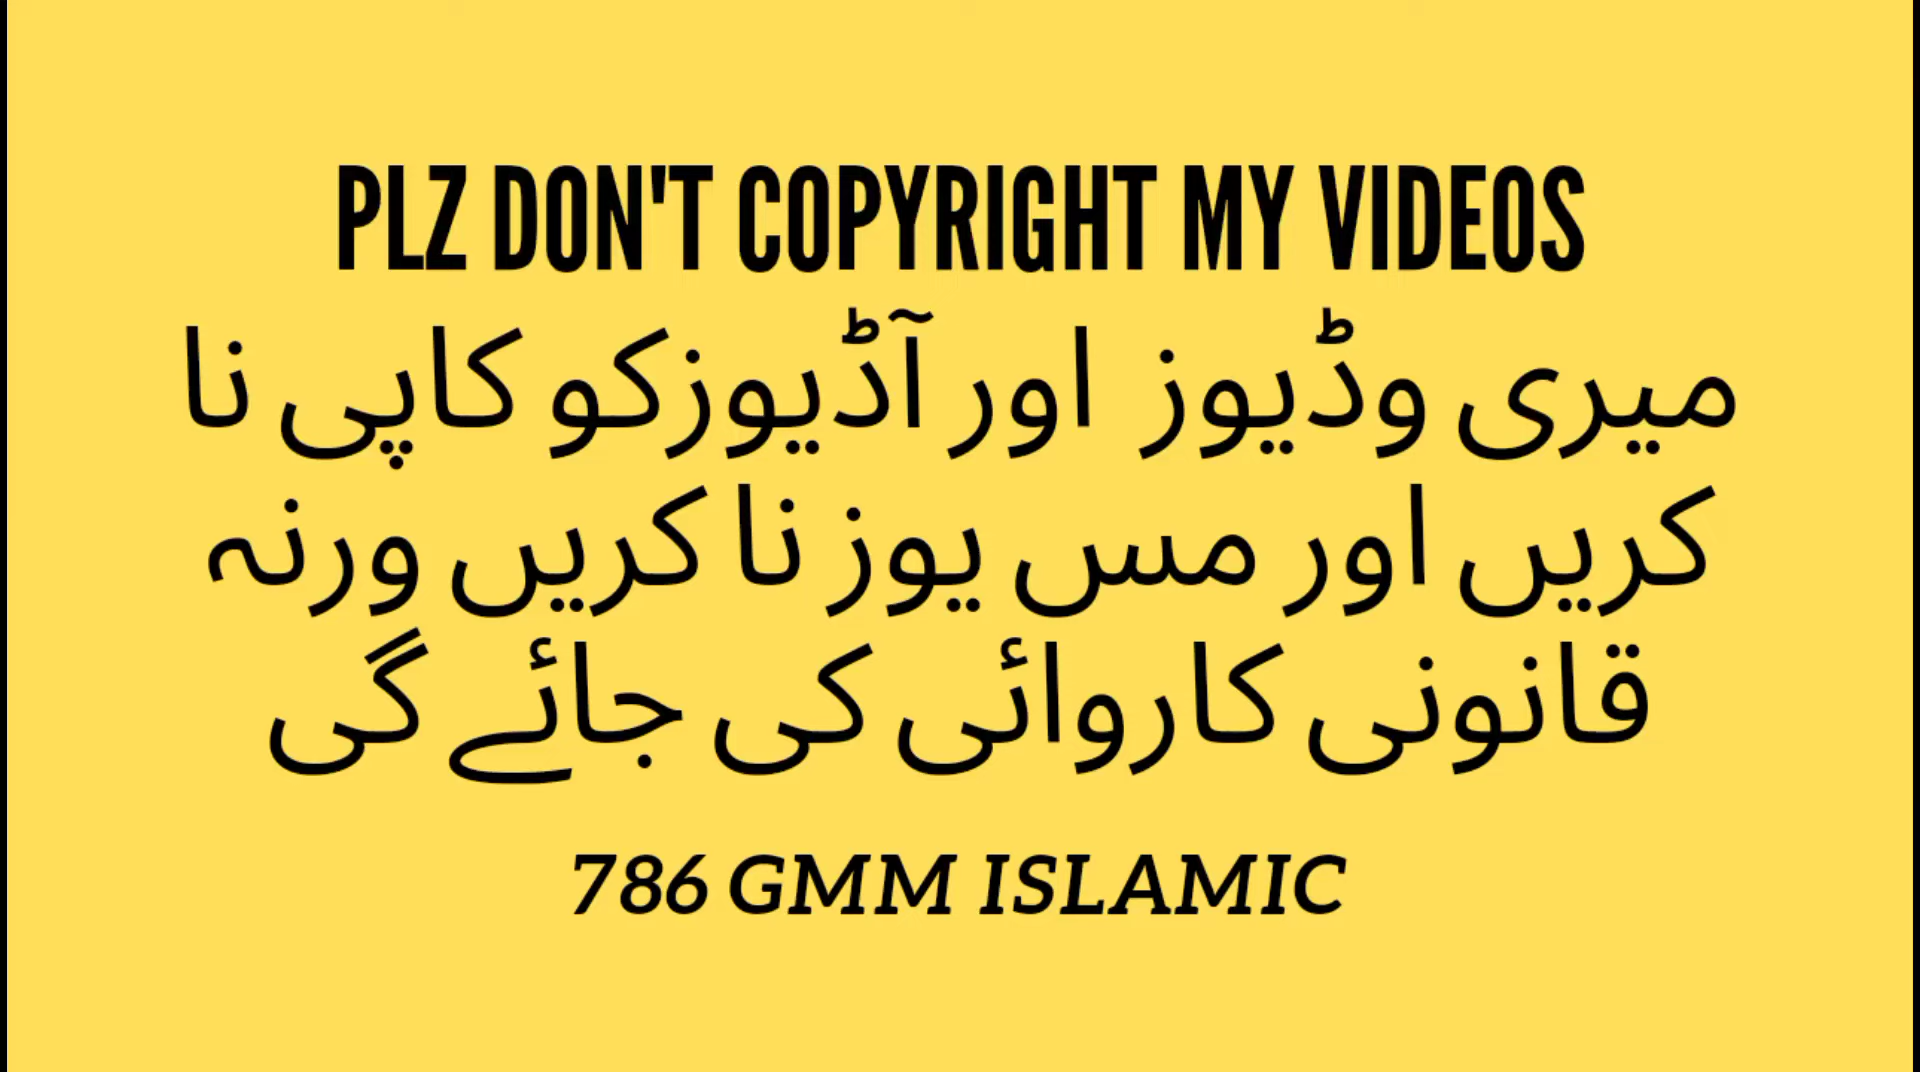 PLZ DON'T COPYRIGHT MY VIDEOS
میری وڈیوز اور آڈیوزکو کاپی نا
کریں اور مس یوز نا کریں ورنہ
قانونی کاروائی کی جائے گی
786 GMM ISLAMIC